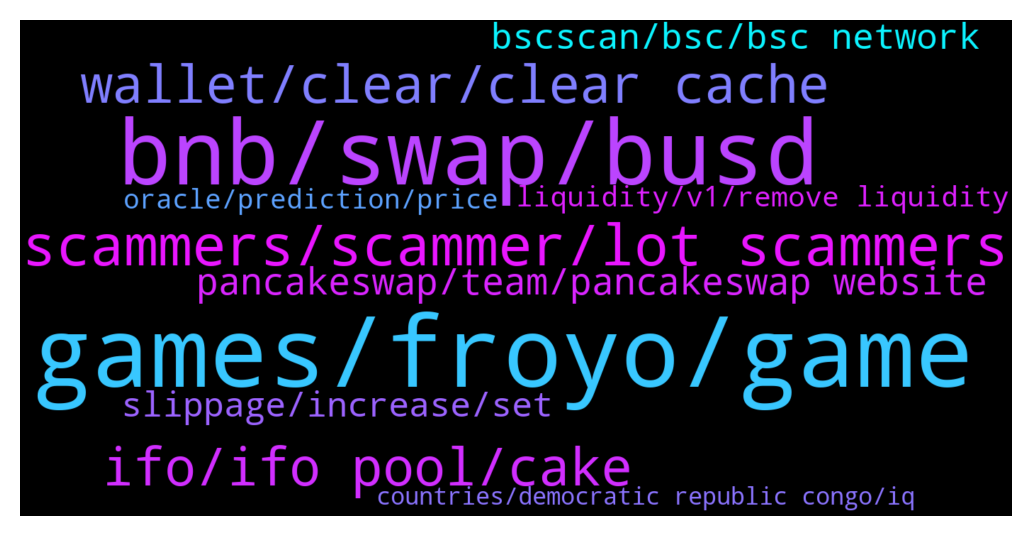 bscscan/bsc/bsc network
wallet/clear/clear cache
bnb/swap/busd
oracle/prediction/price
liquidity/v1/remove liquidity
scammers/scammer/lot scammers
pancakeswap/team/pancakeswap website
games/froyo/game
slippage/increase/set
ifo/ifo pool/cake
countries/democratic republic congo/iq